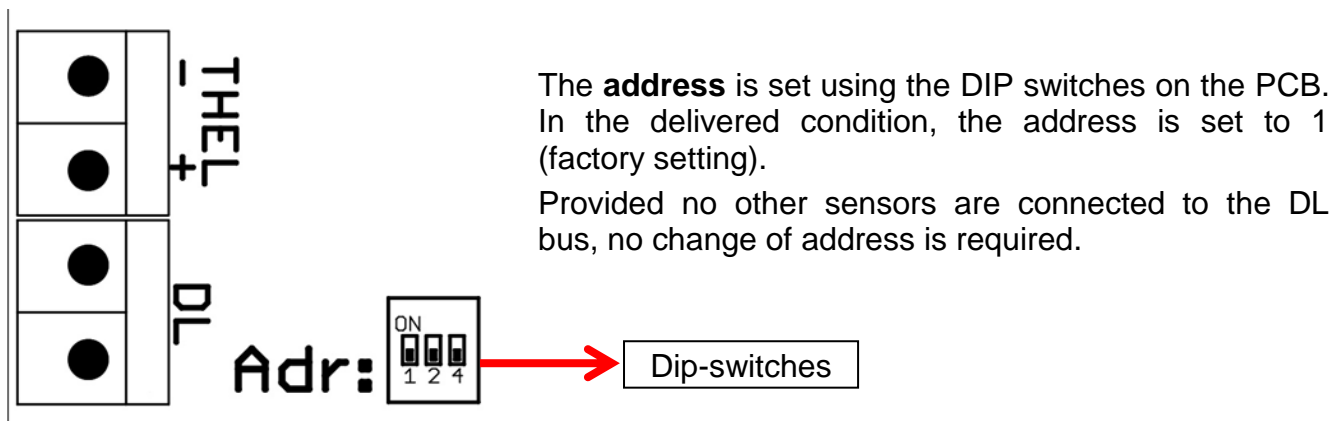 - THEL +
DL
The address is set using the DIP switches on the PCB.
In the delivered condition, the address is set to 1
(factory setting).
Provided no other sensors are connected to the DL
bus, no change of address is required.
Adr:
ON
1 2 4
Dip-switches